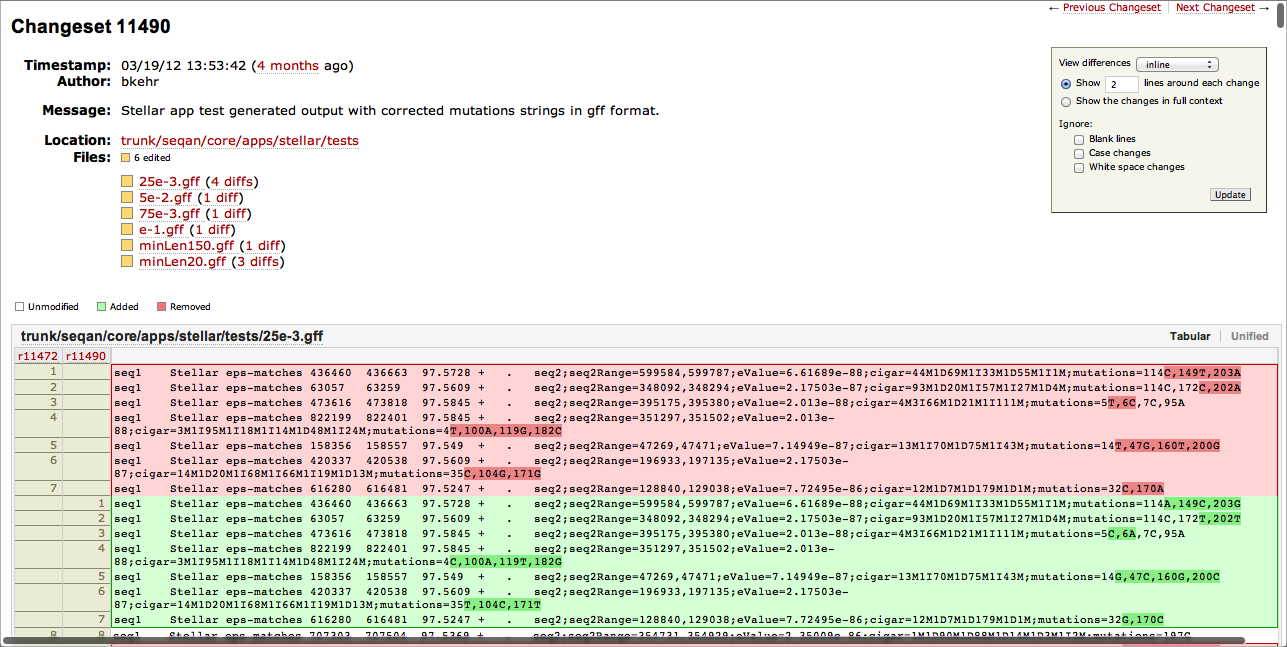 ← Previous Changeset | Next Changeset →
Changeset 11490
Timestamp: 03/19/12 13:53:42 (4 months ago)
Author: bkehr
Message: Stellar app test generated output with corrected mutations strings in gff format.
Location: trunk/seqan/core/apps/stellar/tests
Files: 6 edited
25e-3.gff (4 diffs)
5e-2.gff (1 diff)
75e-3.gff (1 diff)
e-1.gff (1 diff)
minLen150.gff (1 diff)
minLen20.gff (3 diffs)
View differences inline
Show 2 lines around each change
Show the changes in full context
Ignore:
Blank lines
Case changes
White space changes
Update
Unmodified Added Removed
trunk/seqan/core/apps/stellar/tests/25e-3.gff Tabular | Unified
r11472 r11490
1 seq1 Stellar eps-matches 436460 436663 97.5728 + . seq2;seq2Range=599584,599787;eValue=6.61689e-88;cigar=44M1D69M1I33M1D55M1I1M;mutations=114C,149T,203A
2 seq1 Stellar eps-matches 63057 63259 97.5609 + . seq2;seq2Range=348092,348294;eValue=2.17503e-87;cigar=93M1D20M1I57M1I27M1D4M;mutations=114C,172C,202A
3 seq1 Stellar eps-matches 473616 473818 97.5845 + . seq2;seq2Range=395175,395380;eValue=2.013e-88;cigar=4M3I66M1D21M1I111M;mutations=5T,6C,7C,95A
4 seq1 Stellar eps-matches 822199 822401 97.5845 + . seq2;seq2Range=351297,351502;eValue=2.013e-
88;cigar=3M1I95M1I18M1I14M1D48M1I24M;mutations=4T,100A,119G,182C
5 seq1 Stellar eps-matches 158356 158557 97.549 + . seq2;seq2Range=47269,47471;eValue=7.14949e-87;cigar=13M1I70M1D75M1I43M;mutations=14T,47G,160T,200G
6 seq1 Stellar eps-matches 420337 420538 97.5609 + . seq2;seq2Range=196933,197135;eValue=2.17503e-
87;cigar=14M1D20M1I68M1I66M1I19M1D13M;mutations=35C,104G,171G
7 seq1 Stellar eps-matches 616280 616481 97.5247 + . seq2;seq2Range=128840,129038;eValue=7.72495e-86;cigar=12M1D7M1D179M1D1M;mutations=32C,170A
1 seq1 Stellar eps-matches 436460 436663 97.5728 + . seq2;seq2Range=599584,599787;eValue=6.61689e-88;cigar=44M1D69M1I33M1D55M1I1M;mutations=114A,149C,203G
2 seq1 Stellar eps-matches 63057 63259 97.5609 + . seq2;seq2Range=348092,348294;eValue=2.17503e-87;cigar=93M1D20M1I57M1I27M1D4M;mutations=114C,172T,202T
3 seq1 Stellar eps-matches 473616 473818 97.5845 + . seq2;seq2Range=395175,395380;eValue=2.013e-88;cigar=4M3I66M1D21M1I111M;mutations=5C,6A,7C,95A
4 seq1 Stellar eps-matches 822199 822401 97.5845 + . seq2;seq2Range=351297,351502;eValue=2.013e-
88;cigar=3M1I95M1I18M1I14M1D48M1I24M;mutations=4C,100A,119T,182G
5 seq1 Stellar eps-matches 158356 158557 97.549 + . seq2;seq2Range=47269,47471;eValue=7.14949e-87;cigar=13M1I70M1D75M1I43M;mutations=14G,47C,160G,200C
6 seq1 Stellar eps-matches 420337 420538 97.5609 + . seq2;seq2Range=196933,197135;eValue=2.17503e-
87;cigar=14M1D20M1I68M1I66M1I19M1D13M;mutations=35T,104C,171T
7 seq1 Stellar eps-matches 616280 616481 97.5247 + . seq2;seq2Range=128840,129038;eValue=7.72495e-86;cigar=12M1D7M1D179M1D1M;mutations=32G,170C
8 8 seq1 Stellar eps-matches 707303 707504 97.5369 + .